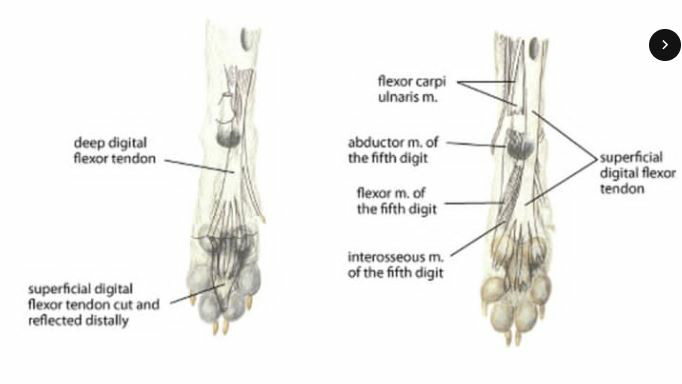 deep digital
flexor tendon
superficial digital
flexor tendon cut and
reflected distally
flexor carpi
ulnaris m.
abductor m. of
the fifth digit
flexor m. of
the fifth digit
interosseous m.
of the fifth digit
superficial
digital flexor
tendon